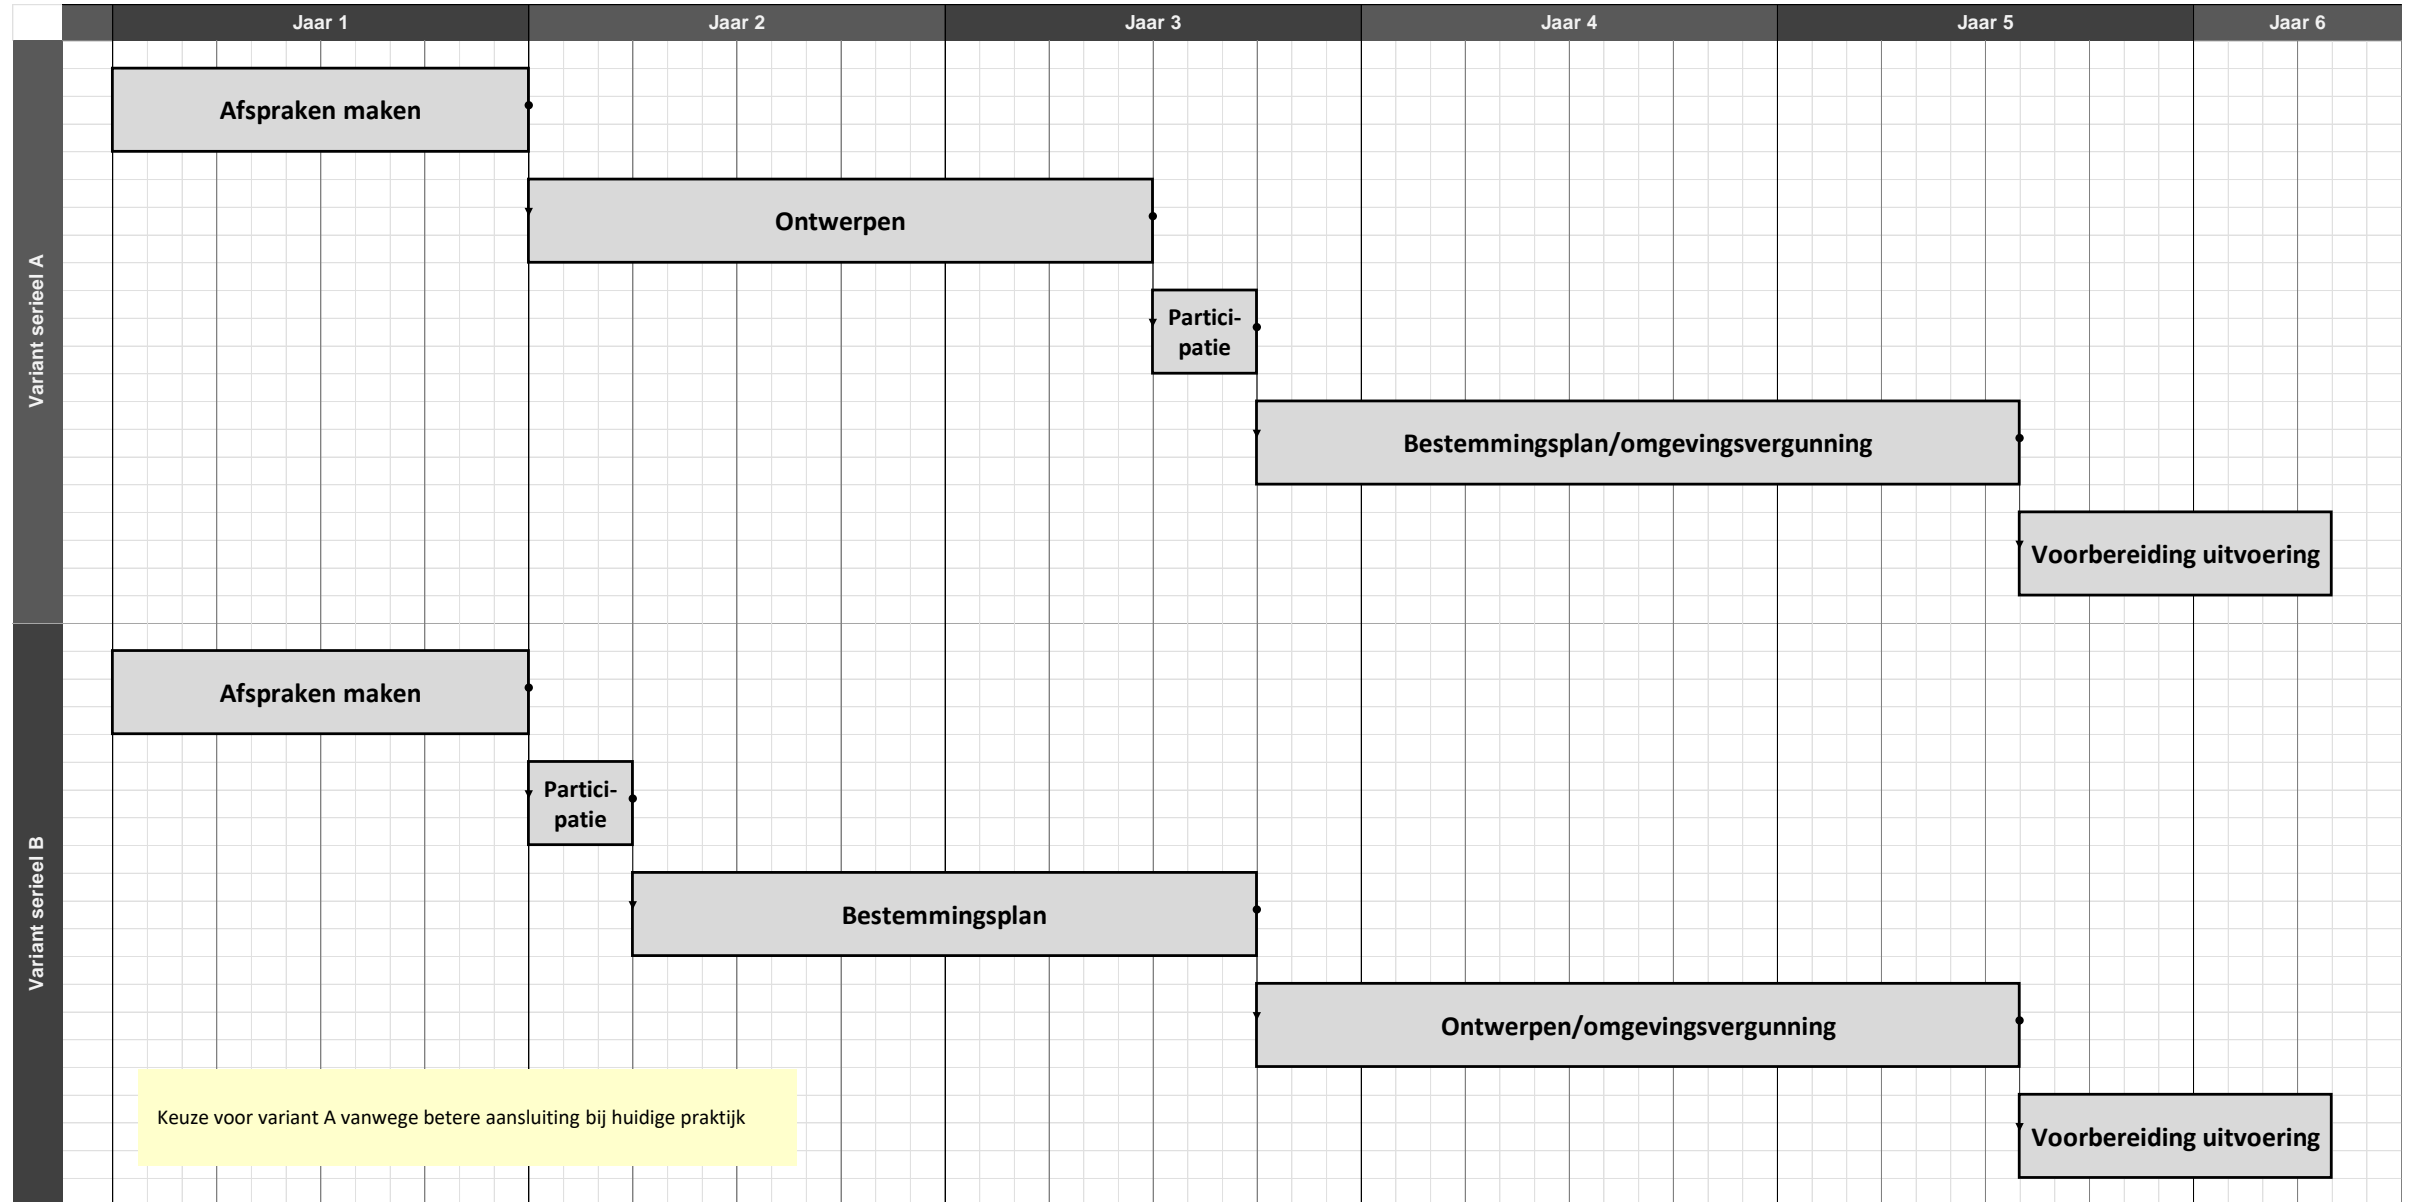 Jaar 1
Jaar 2
Jaar 3
Jaar 4
Jaar 5
Jaar 6
Variant serieel A
Afspraken maken
Ontwerpen
Partici-
patie
Bestemmingsplan/omgevingsvergunning
Voorbereiding uitvoering
Variant serieel B
Afspraken maken
Partici-
patie
Bestemmingsplan
Ontwerpen/omgevingsvergunning
Keuze voor variant A vanwege betere aansluiting bij huidige praktijk
Voorbereiding uitvoering